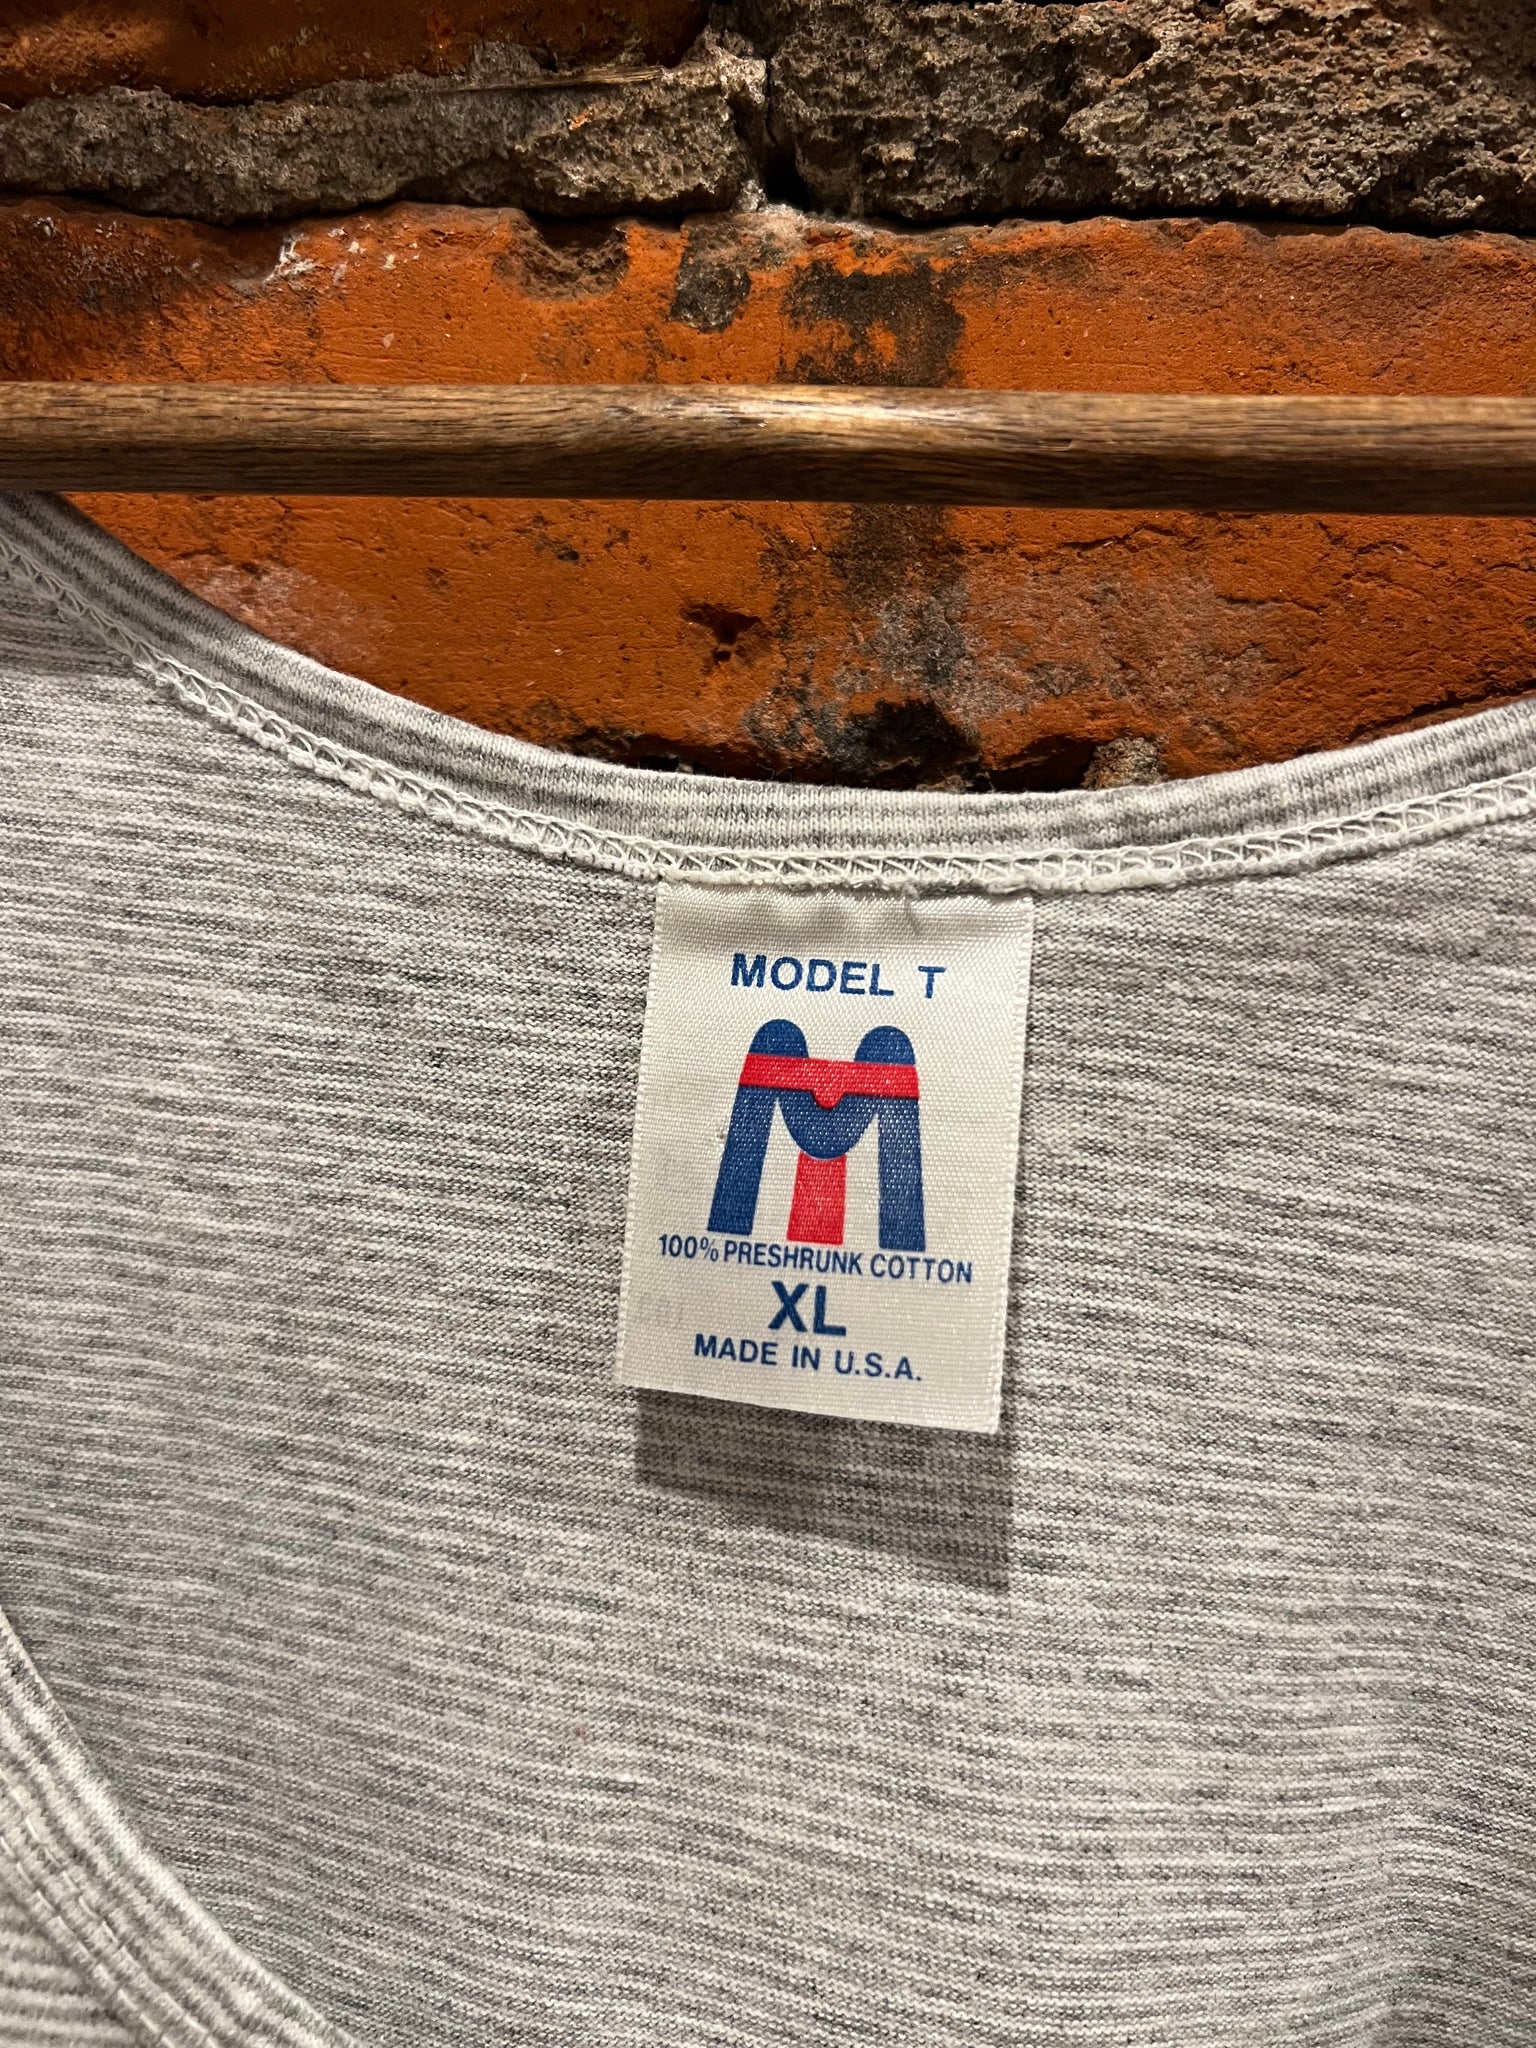 MODEL T
100% PRESHRUNK COTTON
XL
MADE IN U.S.A.